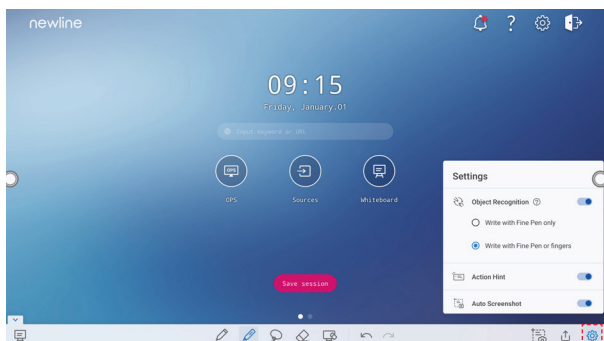 newline
09:15
Friday, January.01
Input keyword or URL
OPS
OPS
Sources
Whiteboard
Save session
Settings
Object Recognition
Write with Fine Pen only
Write with Fine Pen or fingers
Action Hint
Auto Screenshot